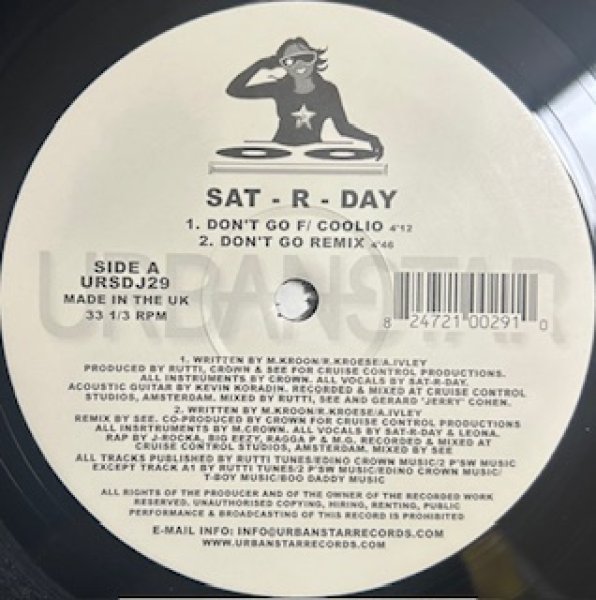 SAT - R - DAY
1. DON'T GO F/ COOLIO 4'12
2. DON'T GO REMIX 4'46
URBANSTAR
SIDE A
URSDJ29
MADE IN THE UK
33 1/3 RPM
8 24721 00291 0
1. WRITTEN BY M.KROON/R.KROESE/A.IVLEY
PRODUCED BY RUTTI, CROWN & SEE FOR CRUISE CONTROL PRODUCTIONS.
ALL INSTRUMENTS BY CROWN. ALL VOCALS BY SAT-R-DAY.
ACOUSTIC GUITAR BY KEVIN KORADIN. RECORDED & MIXED AT CRUISE CONTROL
STUDIOS, AMSTERDAM. MIXED BY RUTTI, SEE AND GERARD "JERRY" COHEN.
2. WRITTEN BY M.KROON/R.KROESE/A.IVLEY
REMIX BY SEE. CO-PRODUCED BY CROWN FOR CRUISE CONTROL PRODUCTIONS
ALL INSRTRUMENTS BY M.CROWN. ALL VOCALS BY SAT-R-DAY & LEONA.
RAP BY J-ROCKA, BIG EEZY, RAGGA P & M.G. RECORDED & MIXED AT
CRUISE CONTROL STUDIOS, AMSTERDAM. MIXED BY SEE
ALL TRACKS PUBLISHED BY RUTTI TUNES/EDINO CROWN MUSIC/2 P'SW MUSIC
EXCEPT TRACK A1 BY RUTTI TUNES/2 P'SW MUSIC/EDINO CROWN MUSIC/
T-BOY MUSIC/BOO DADDY MUSIC
ALL RIGHTS OF THE PRODUCER AND OF THE OWNER OF THE RECORDED WORK
RESERVED. UNAUTHORISED COPYING, HIRING, RENTING, PUBLIC
PERFORMANCE & BROADCASTING OF THIS RECORD IS PROHIBITED
E-MAIL INFO: INFO@URBANSTARRECORDS.COM
WWW.URBANSTARRECORDS.COM